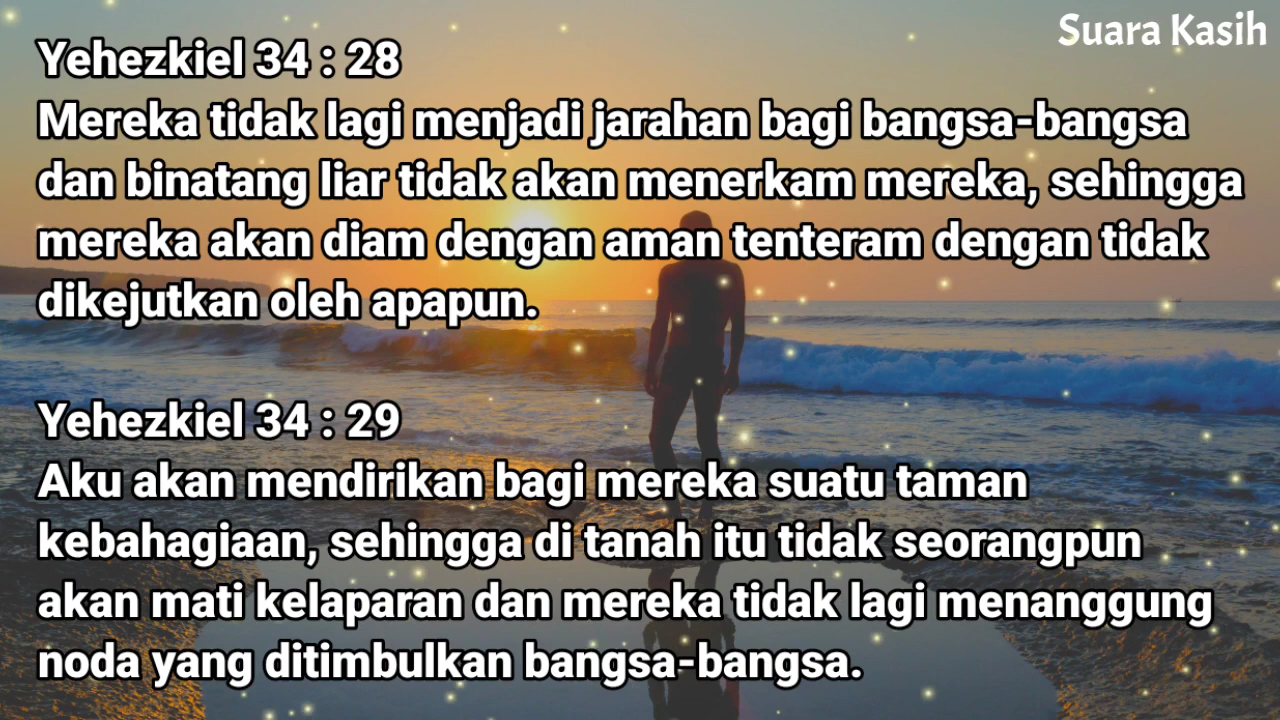 Suara Kasih
Yehezkiel 34 : 28
Mereka tidak lagi menjadi jarahan bagi bangsa-bangsa
dan binatang liar tidak akan menerkam mereka, sehingga
mereka akan diam dengan aman tenteram dengan tidak
dikejutkan oleh apapun.
Yehezkiel 34 : 29
Aku akan mendirikan bagi mereka suatu taman
kebahagiaan, sehingga di tanah itu tidak seorangpun
akan mati kelaparan dan mereka tidak lagi menanggung
noda yang ditimbulkan bangsa-bangsa.